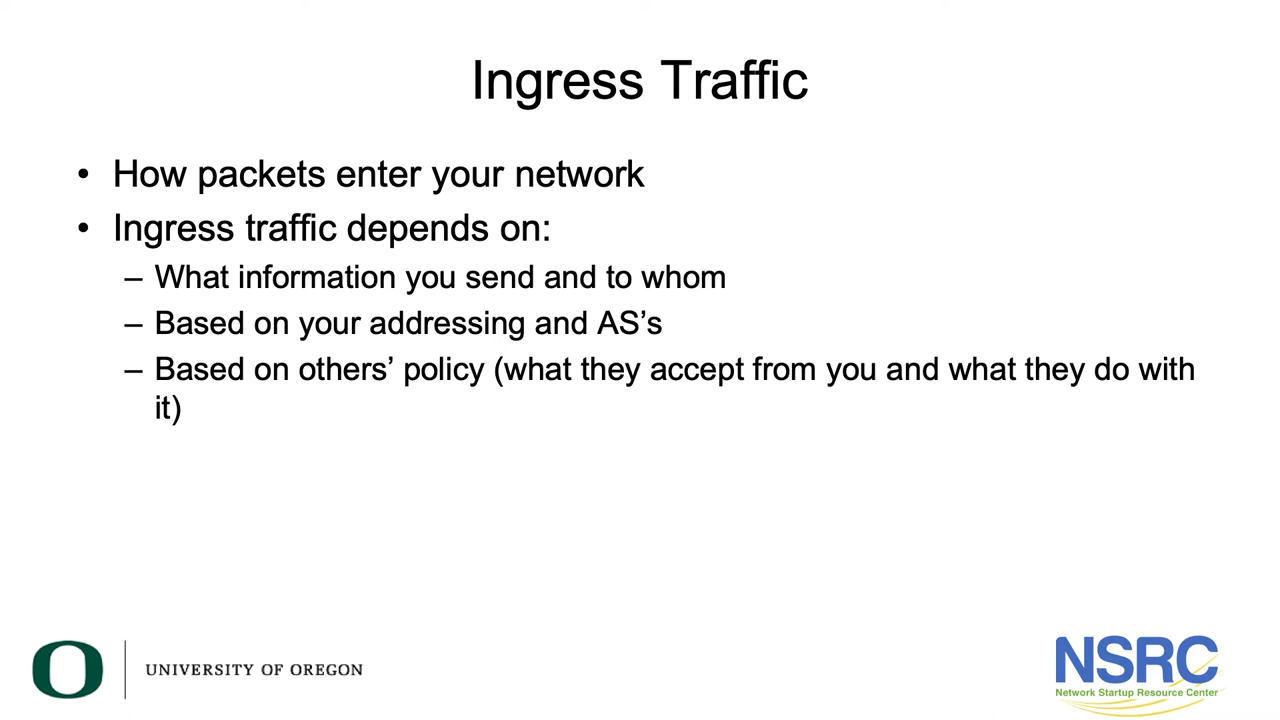 Ingress Traffic
• How packets enter your network
• Ingress traffic depends on:
– What information you send and to whom
– Based on your addressing and AS’s
– Based on others’ policy (what they accept from you and what they do with
it)
UNIVERSITY OF OREGON
NSRC
Network Startup Resource Center